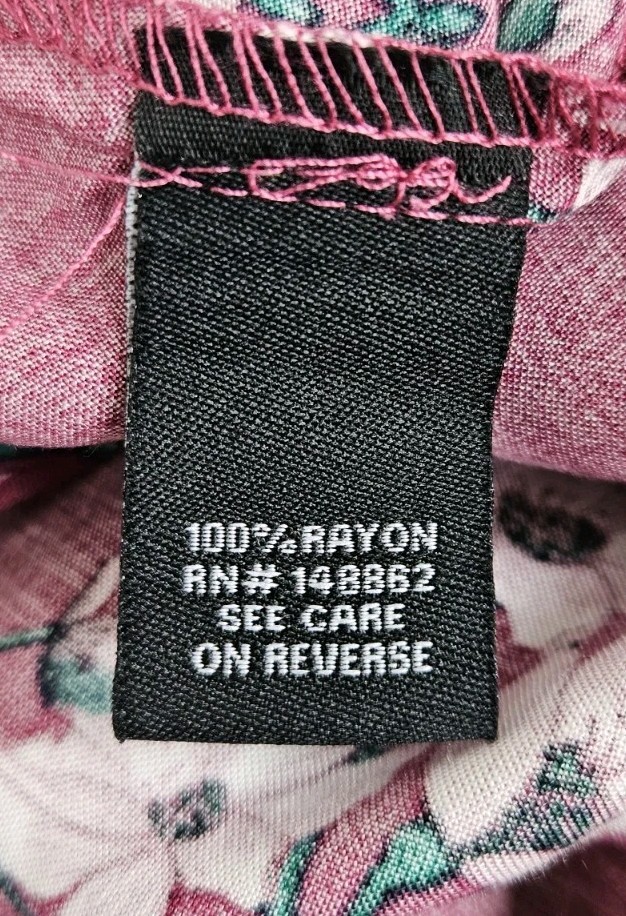 100% RAYON
RN# 148862
SEE CARE
ON REVERSE